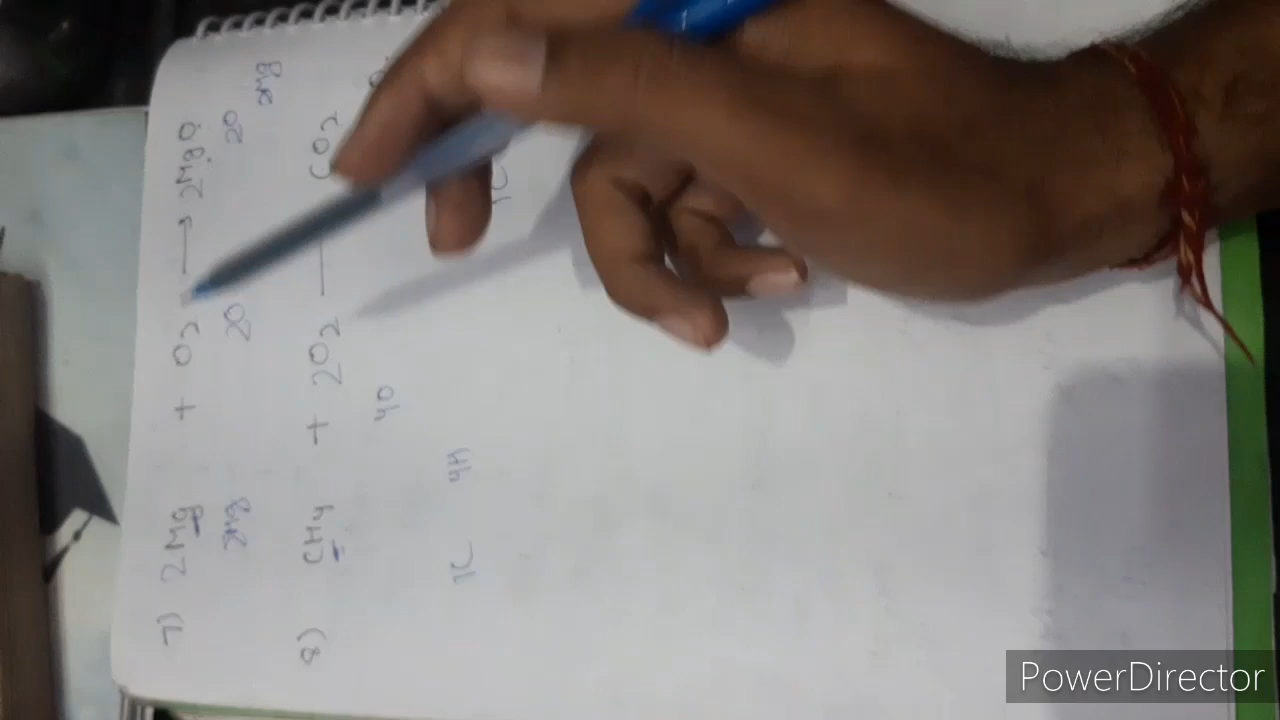 7) 2Mg + O2 → 2MgO
2Mg 2O 2O
2Mg
8) CH4 + 2O2 — CO2
4O
1C 4H 1C
PowerDirector